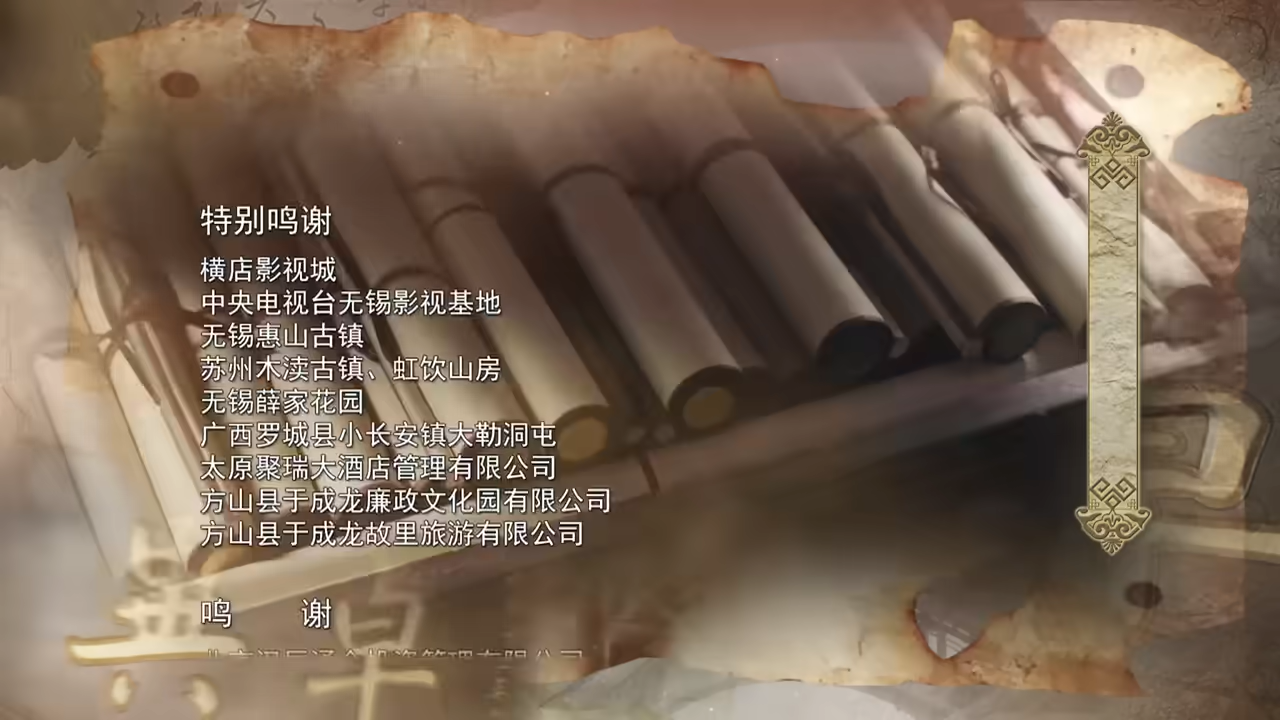 特别鸣谢
横店影视城
中央电视台无锡影视基地
无锡惠山古镇
苏州木渎古镇、虹饮山房
无锡薛家花园
广西罗城县小长安镇大勒洞屯
太原聚瑞大酒店管理有限公司
方山县于成龙廉政文化园有限公司
方山县于成龙故里旅游有限公司
鸣 谢